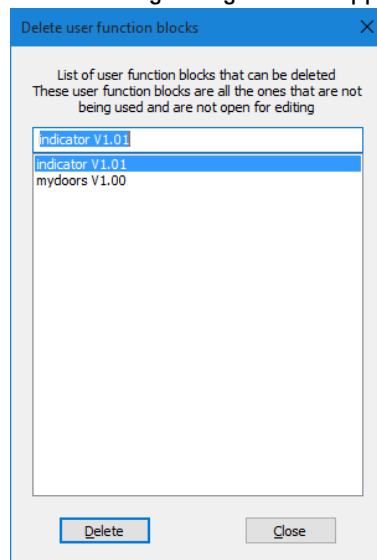 Delete user function blocks
List of user function blocks that can be deleted
These user function blocks are all the ones that are not
being used and are not open for editing
indicator V1.01
indicator V1.01
mydoors V1.00
Delete
Close